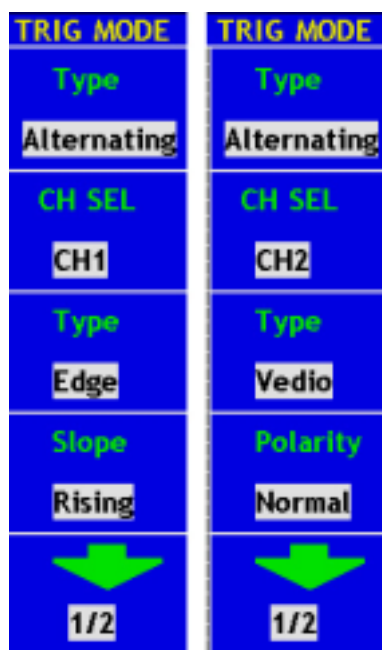 TRIG MODE
Type
Alternating
CH SEL
CH1
Type
Edge
Slope
Rising
1/2
TRIG MODE
Type
Alternating
CH SEL
CH2
Type
Vedio
Polarity
Normal
1/2